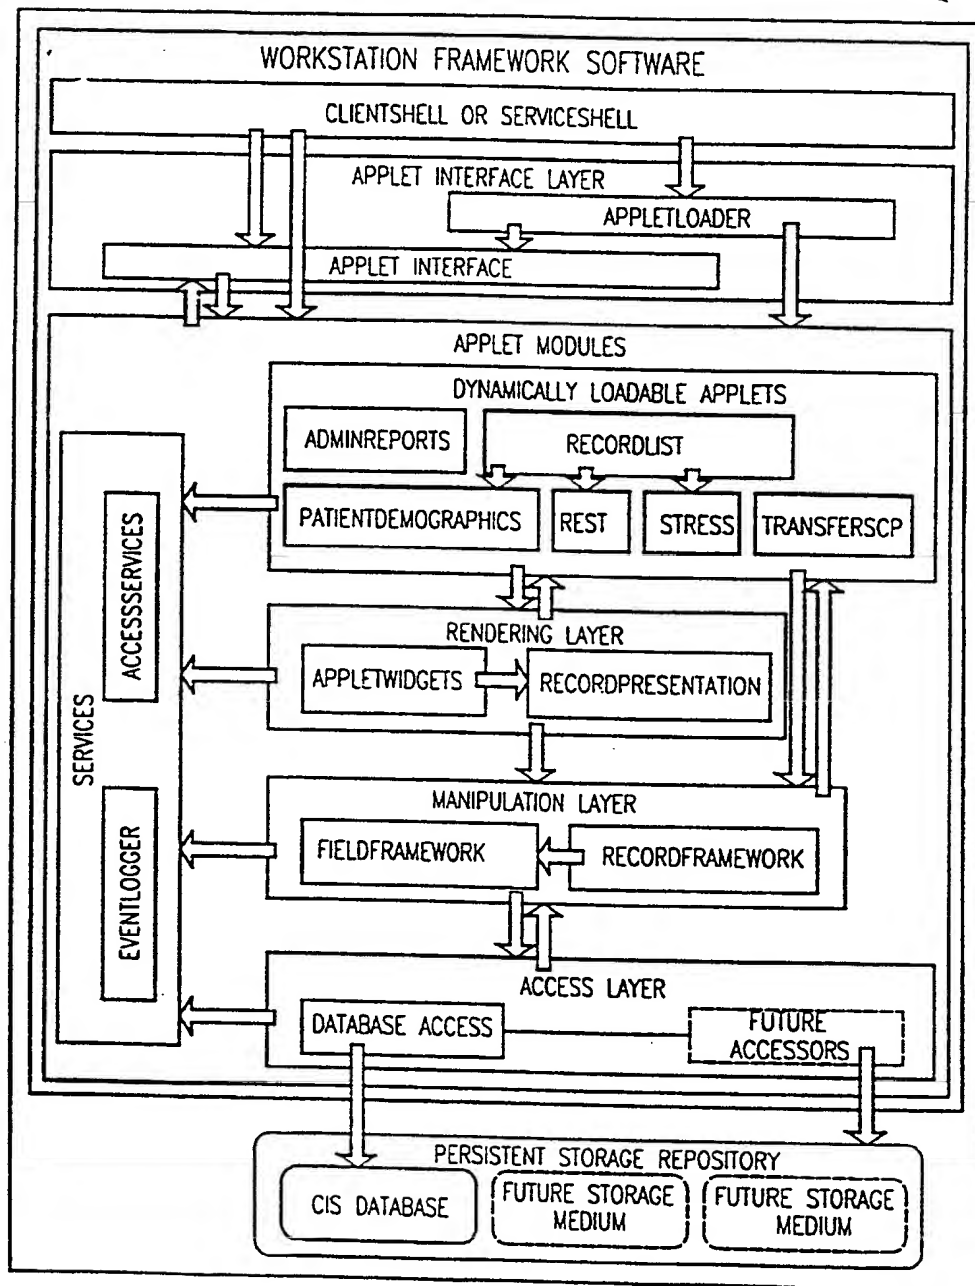 WORKSTATION FRAMEWORK SOFTWARE
CLIENTSHELL OR SERVICESHELL
APPLET INTERFACE LAYER
APPLETLOADER
APPLET INTERFACE
APPLET MODULES
DYNAMICALLY LOADABLE APPLETS
ADMINREPORTS
RECORDLIST
PATIENTDEMOGRAPHICS
REST
STRESS
TRANSFERSCP
SERVICES
ACCESSSERVICES
EVENTLOGGER
RENDERING LAYER
APPLETWIDGETS
RECORDPRESENTATION
MANIPULATION LAYER
FIELDFRAMEWORK
RECORDFRAMEWORK
ACCESS LAYER
DATABASE ACCESS
FUTURE
ACCESSORS
PERSISTENT STORAGE REPOSITORY
CIS DATABASE
FUTURE STORAGE
MEDIUM
FUTURE STORAGE
MEDIUM